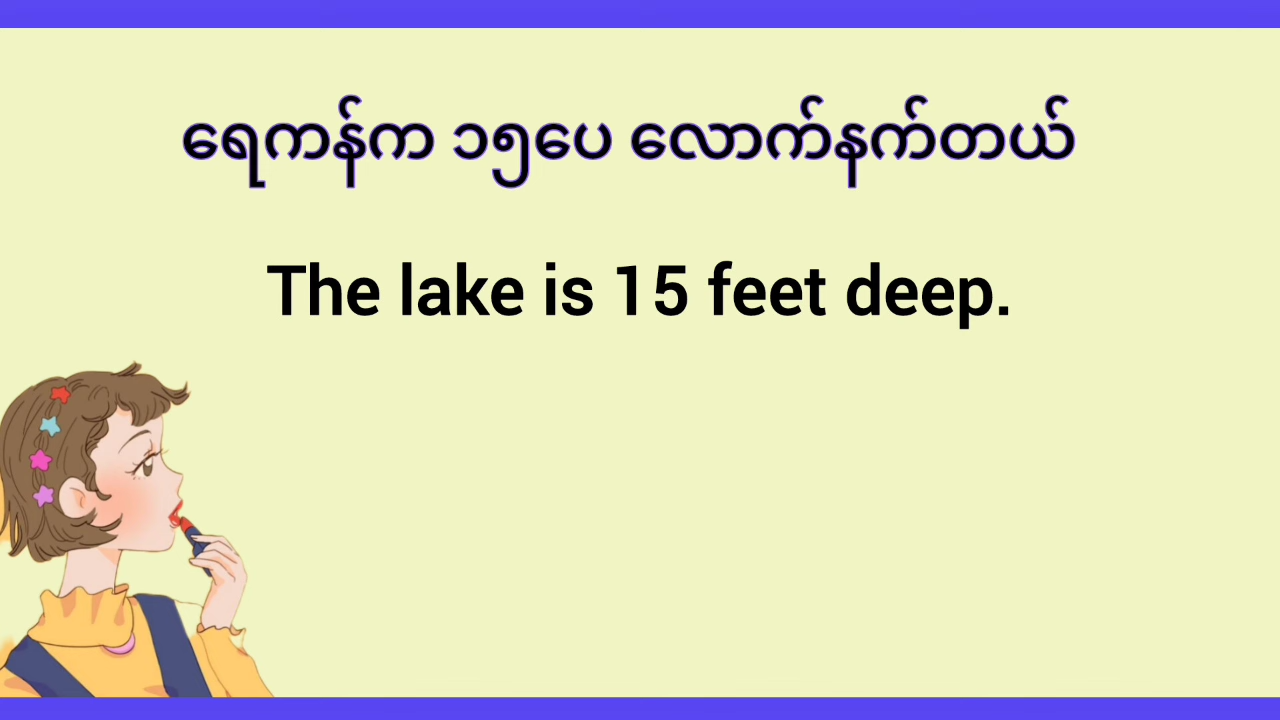 ရေကန်က ၁၅ပေ လောက်နက်တယ်
The lake is 15 feet deep.